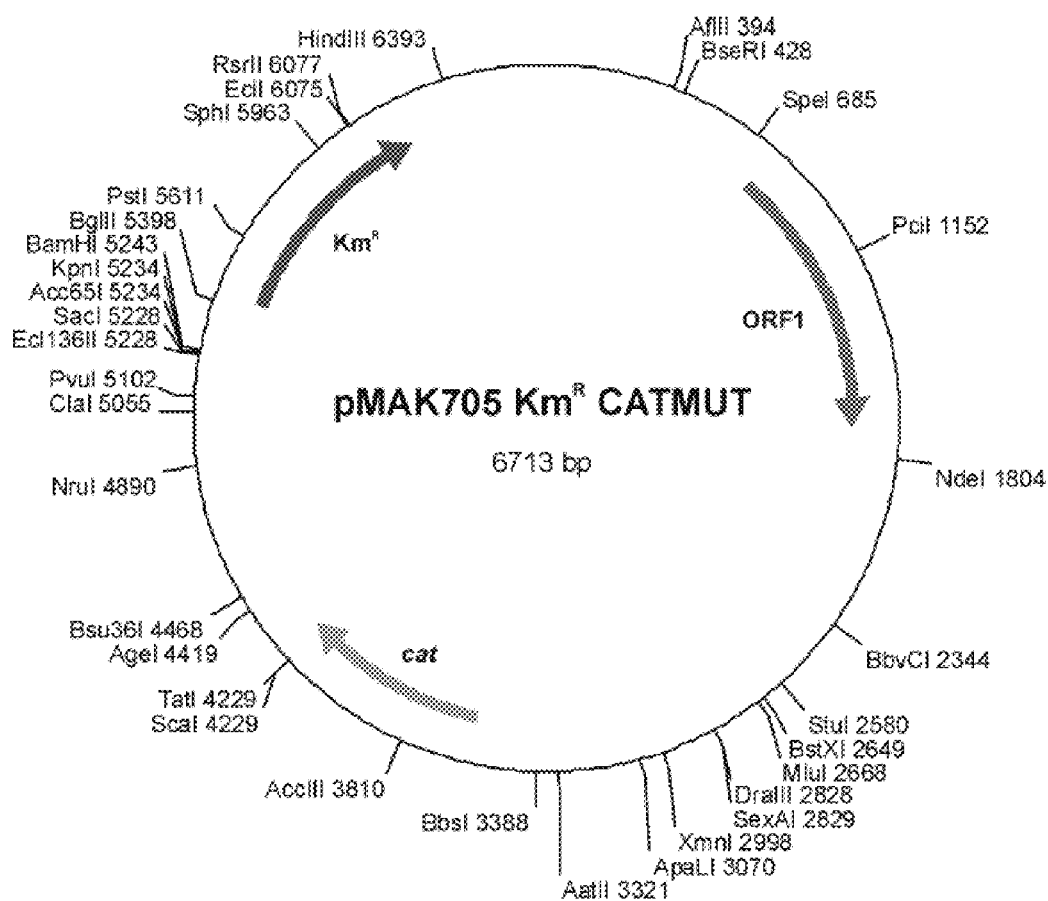 HindIII 6393
RsrII 6077
EciI 6075
SphI 5963
PstI 5611
BglII 5398
BamHI 5243
KpnI 5234
Acc65I 5234
SacI 5228
Ecl136II 5228
PvuI 5102
ClaI 5055
NruI 4890
Bsu36I 4468
AgeI 4419
TatI 4229
ScaI 4229
AccIII 3810
BbsI 3388
AatII 3321
ApaLI 3070
XmnI 2998
SexAI 2829
DraIII 2828
MluI 2668
BstXI 2649
StuI 2580
BbvCI 2344
NdeI 1804
PciI 1152
SpeI 685
BseRI 428
AflII 394
Km^R
ORF1
pMAK705 Km^R CATMUT
6713 bp
cat